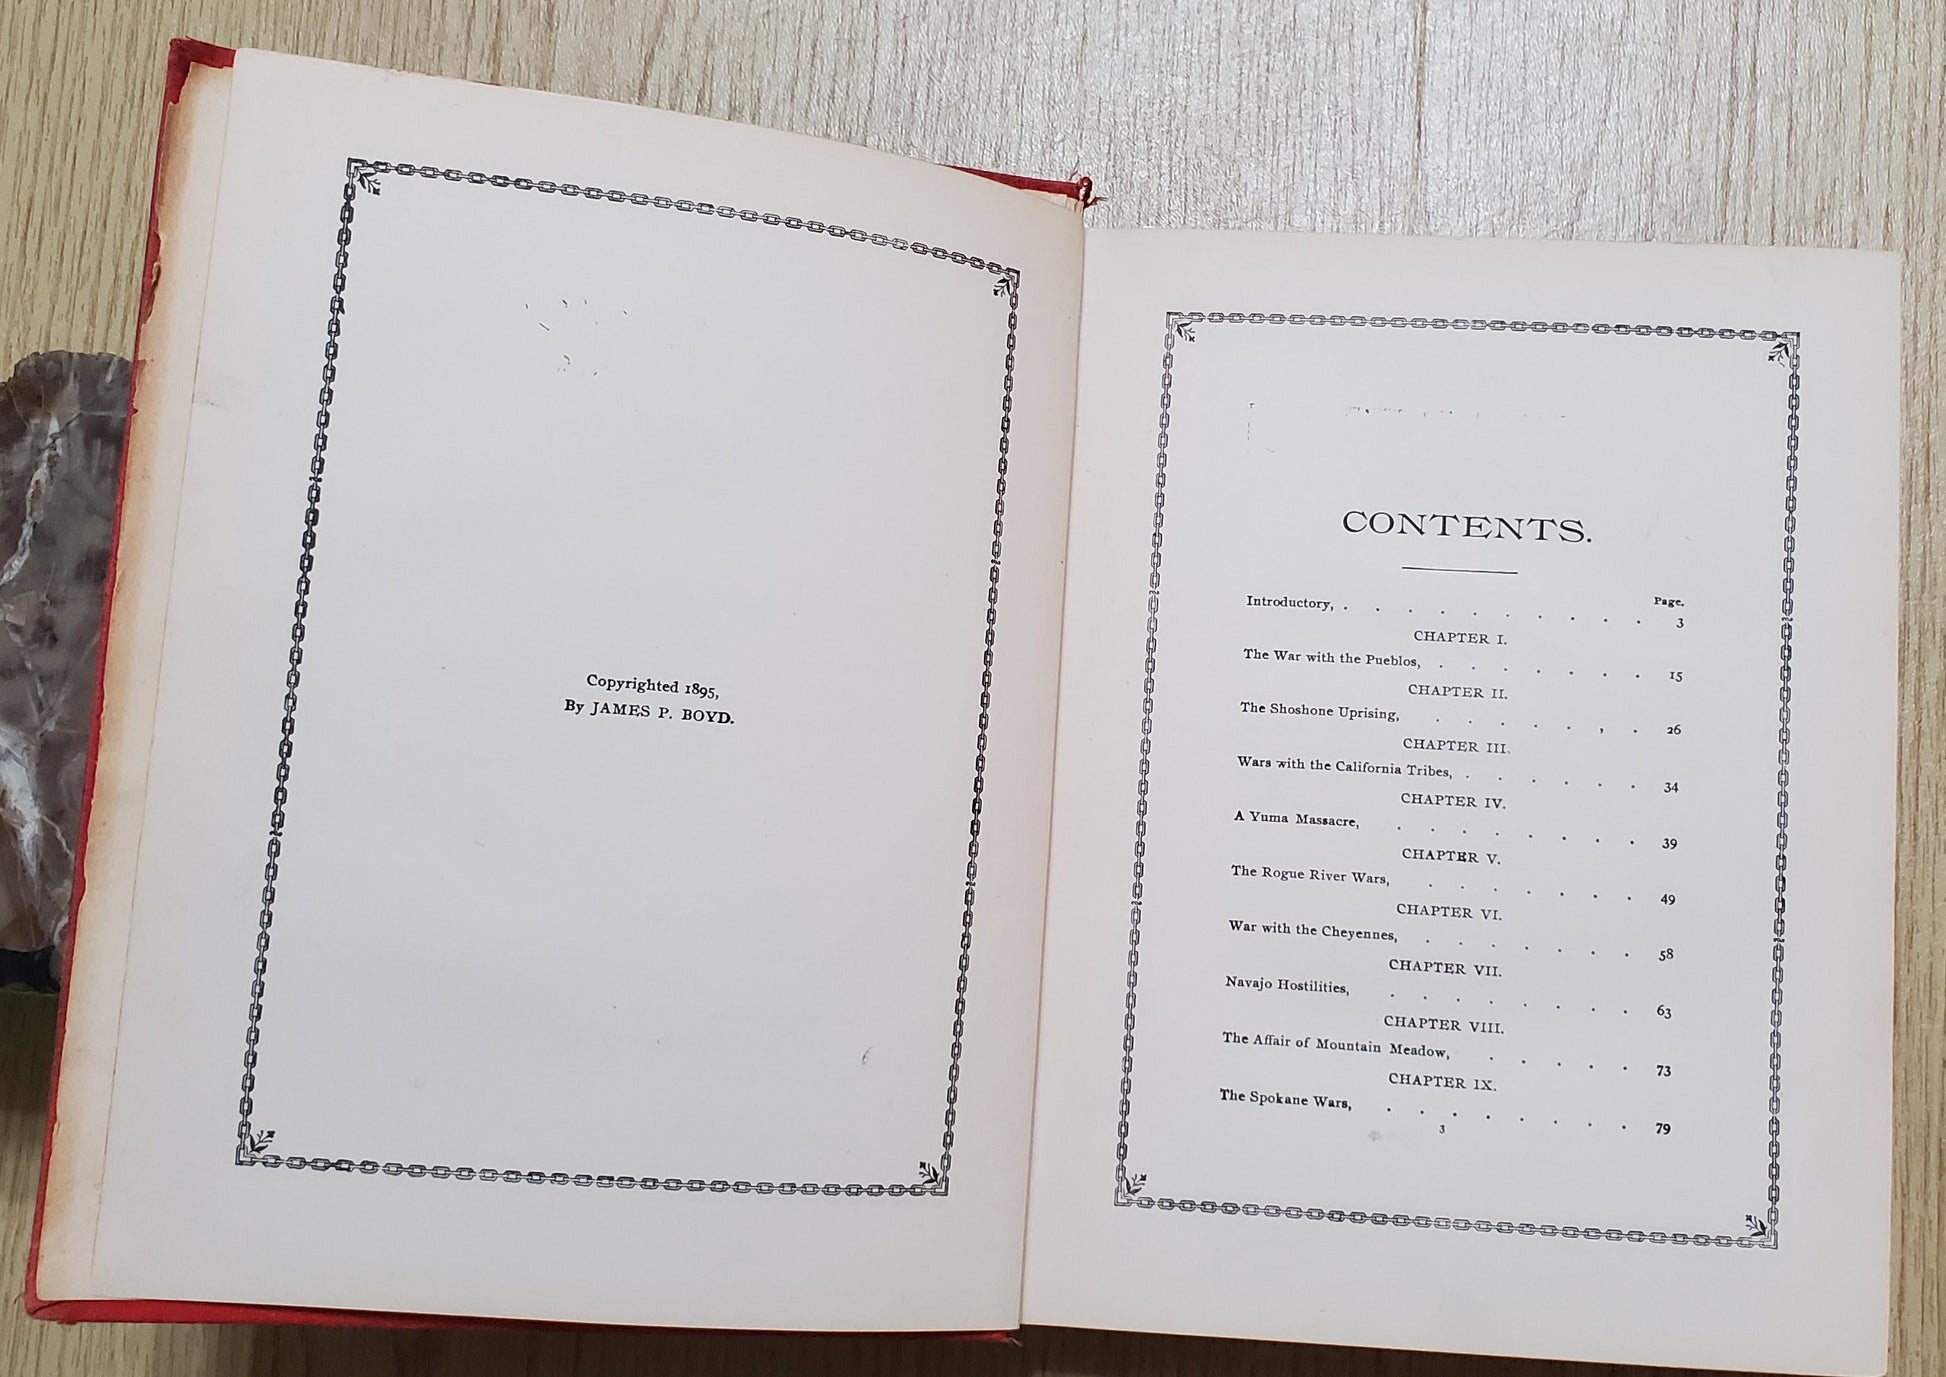 Copyrighted 1895,
By JAMES P. BOYD.
CONTENTS.
Page.
Introductory, . . . . . . . . . . 3
CHAPTER I.
The War with the Pueblos, . . . . . . . 15
CHAPTER II.
The Shoshone Uprising, . . . . . , . 26
CHAPTER III.
Wars with the California Tribes, . . . . . . 34
CHAPTER IV.
A Yuma Massacre, . . . . . . . . 39
CHAPTER V.
The Rogue River Wars, . . . . . . . 49
CHAPTER VI.
War with the Cheyennes, . . . . . . . 58
CHAPTER VII.
Navajo Hostilities, . . . . . . . . 63
CHAPTER VIII.
The Affair of Mountain Meadow, . . . . . 73
CHAPTER IX.
The Spokane Wars, . . . . . . . . 79
3